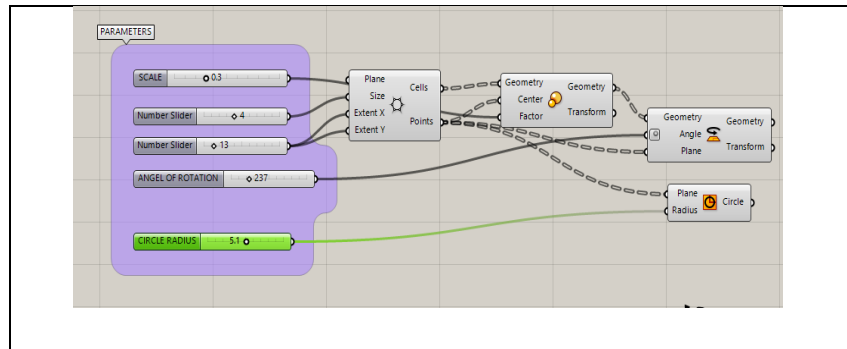 PARAMETERS
SCALE 0.3
Number Slider 4
Number Slider 13
ANGEL OF ROTATION 237
CIRCLE RADIUS 5.1
Plane
Size
Extent X
Extent Y
Cells
Points
Geometry
Center
Factor
Geometry
Transform
Geometry
Angle
Plane
Geometry
Transform
Plane
Radius
Circle